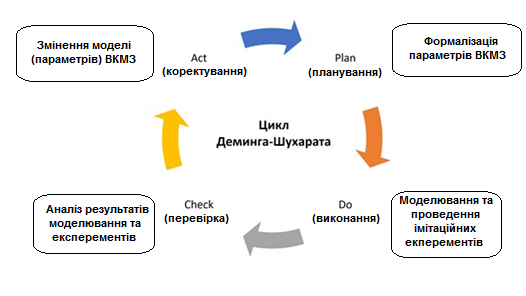 Змінення моделі
(параметрів) ВКМЗ
Act
(коректування)
Plan
(планування)
Формалізація
параметрів ВКМЗ
Цикл
Деминга-Шухарата
Аналіз результатів
моделювання та
експерементів
Check
(перевірка)
Do
(виконання)
Моделювання та
проведення
імітаційних
екперементів